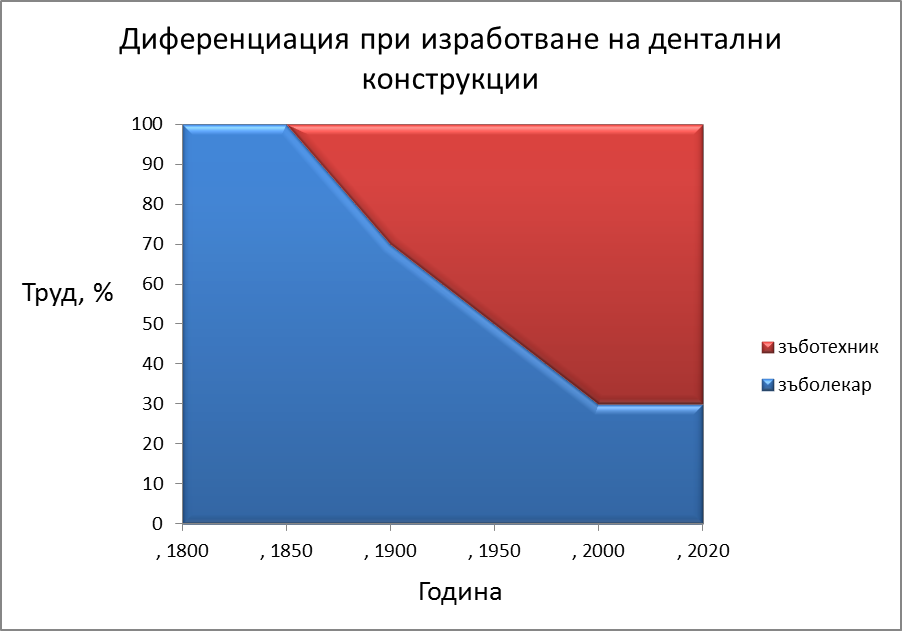 Диференциация при изработване на дентални
конструкции
100
90
80
70
60
50
40
30
20
10
0
Труд, %
, 1800 , 1850 , 1900 , 1950 , 2000 , 2020
Година
зъботехник
зъболекар